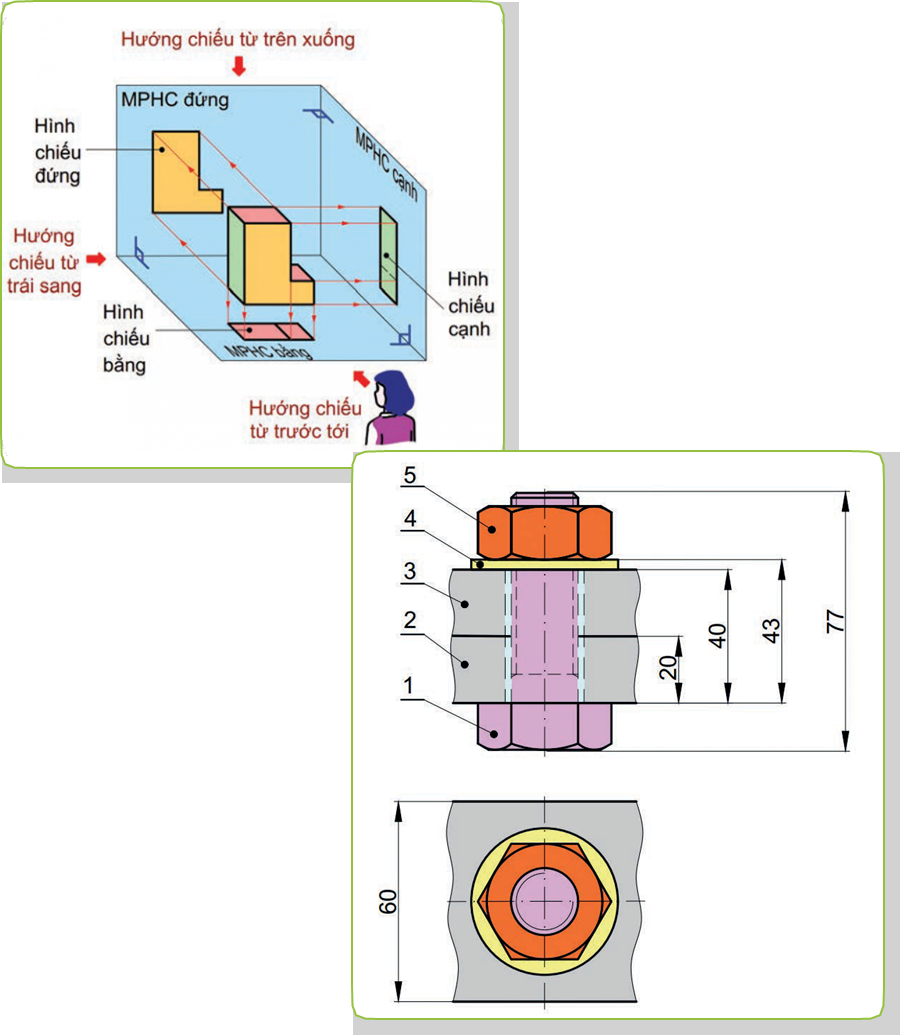 Hướng chiếu từ trên xuống
MPHC đứng
MPHC cạnh
Hình
chiếu
đứng
Hướng
chiếu từ
trái sang
Hình
chiếu
cạnh
Hình
chiếu
bằng
MPHC bằng
Hướng chiếu
từ trước tới
5
4
3
2
1
20
40
43
77
60